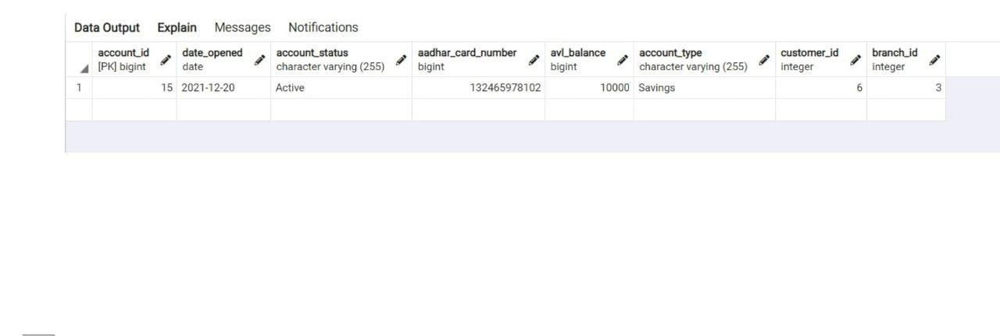 Data Output Explain Messages Notifications
account_id date_opened account_status aadhar_card_number avl_balance account_type customer_id branch_id
[PK] bigint date character varying (255) bigint bigint character varying (255) integer integer
1 15 2021-12-20 Active 132465978102 10000 Savings 6 3